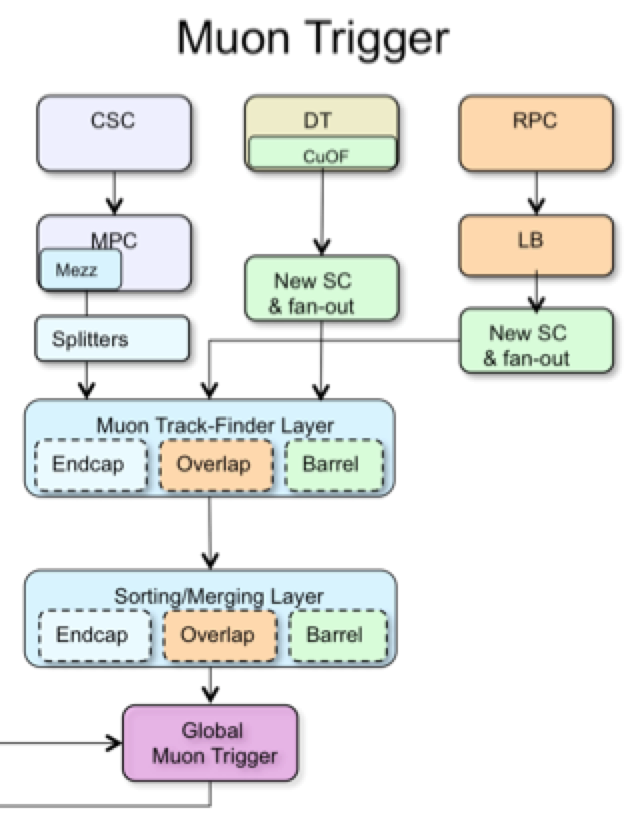 Muon Trigger
CSC
DT
CuOF
RPC
MPC
Mezz
LB
New SC
& fan-out
Splitters
New SC
& fan-out
Muon Track-Finder Layer
Endcap
Overlap
Barrel
Sorting/Merging Layer
Endcap
Overlap
Barrel
Global
Muon Trigger